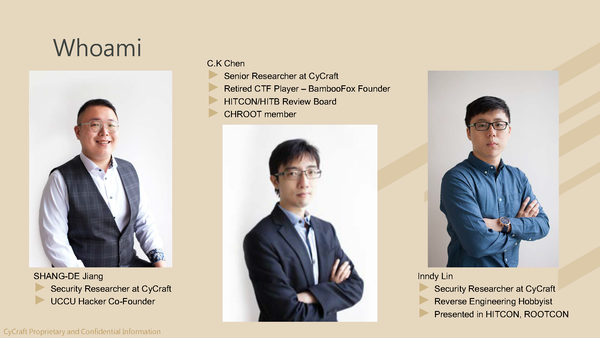 Whoami
C.K Chen
Senior Researcher at CyCraft
Retired CTF Player – BambooFox Founder
HITCON/HITB Review Board
CHROOT member
SHANG-DE Jiang
Security Researcher at CyCraft
UCCU Hacker Co-Founder
Inndy Lin
Security Researcher at CyCraft
Reverse Engineering Hobbyist
Presented in HITCON, ROOTCON
CyCraft Proprietary and Confidential Information